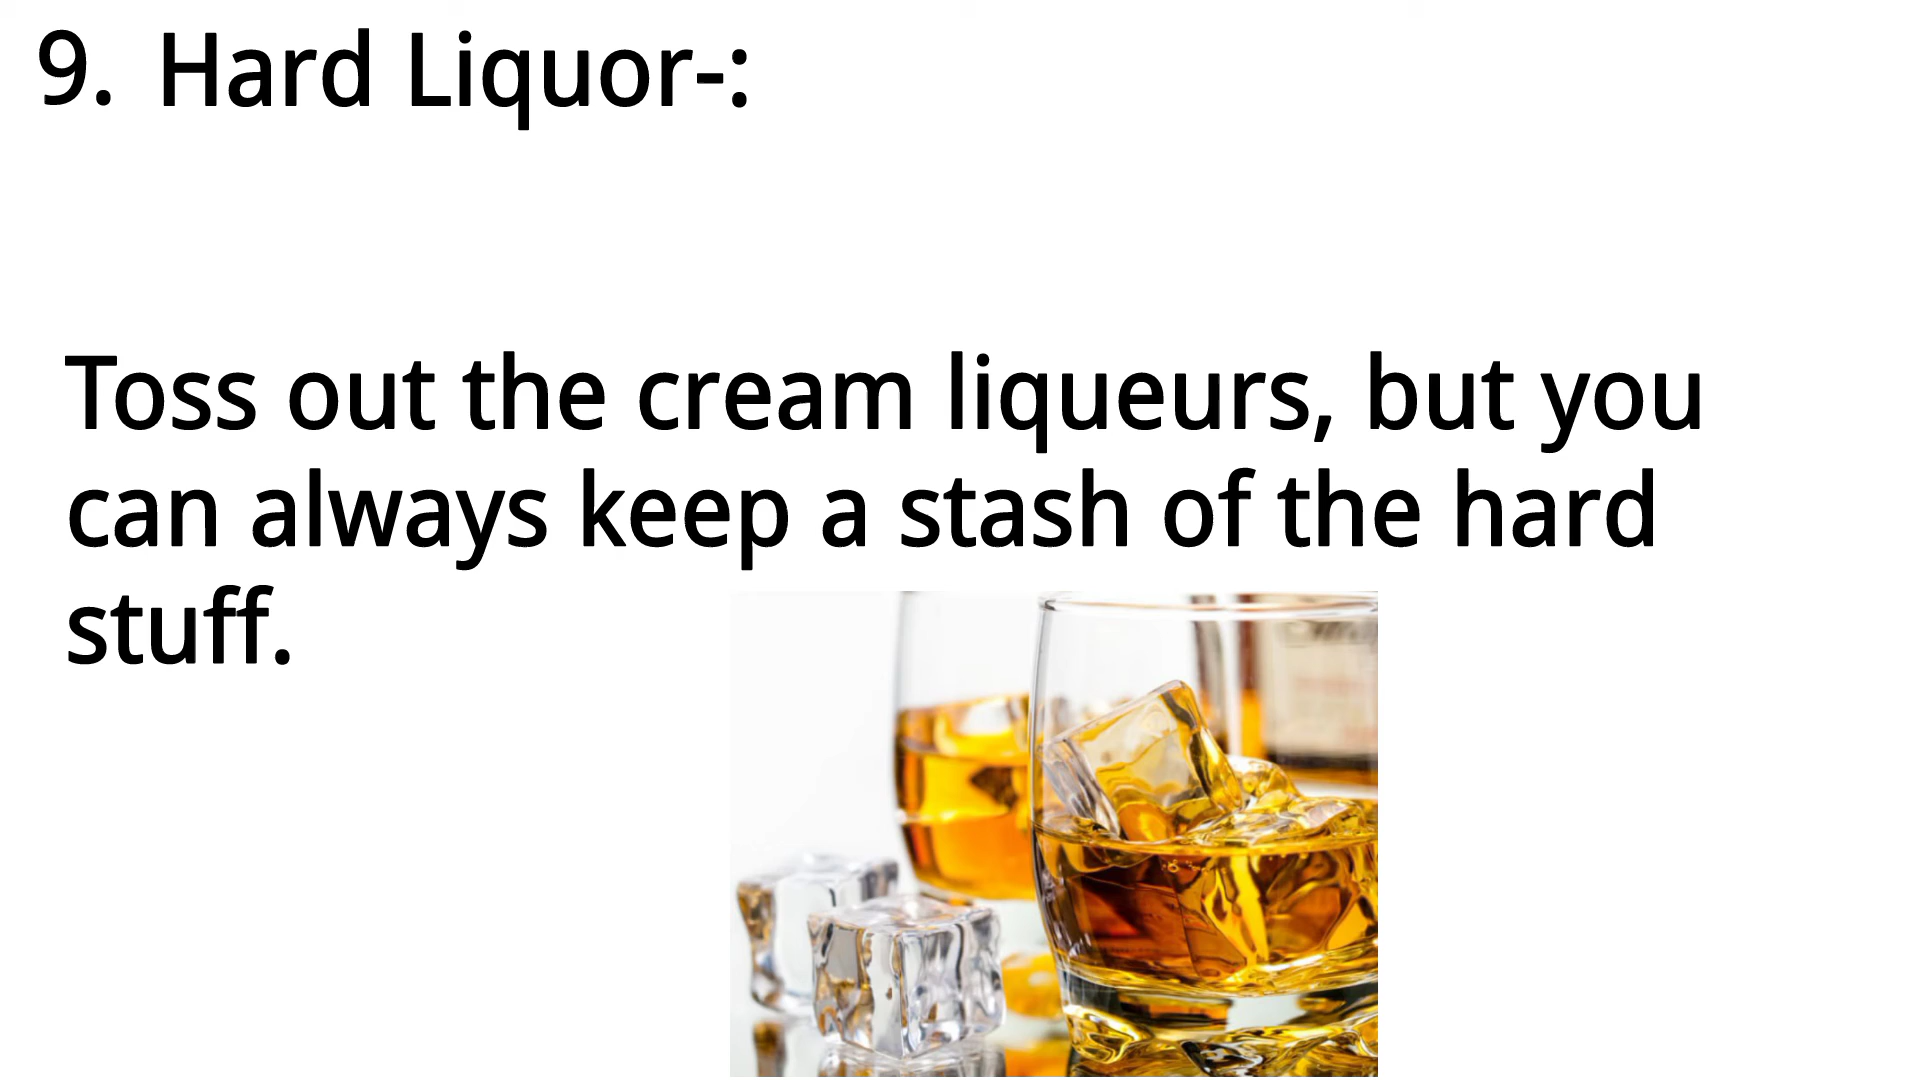 9. Hard Liquor-:
Toss out the cream liqueurs, but you
can always keep a stash of the hard
stuff.